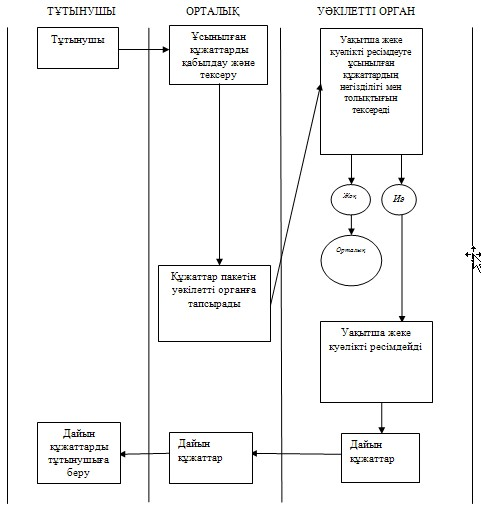 ТҰТЫНУШЫ ОРТАЛЫҚ УӘКІЛЕТТІ ОРГАН
Тұтынушы
Ұсынылған
құжаттарды
қабылдау және
тексеру
Уақытша жеке
куәлікті ресімдеуге
ұсынылған
құжаттардың
негізділігі мен
толықтығын
тексереді
Жоқ
Иә
Орталық
Құжаттар пакетін
уәкілетті органға
тапсырады
Уақытша жеке
куәлікті ресімдейді
Дайын
құжаттар
Дайын
құжаттар
Дайын
құжаттарды
тұтынушыға
беру